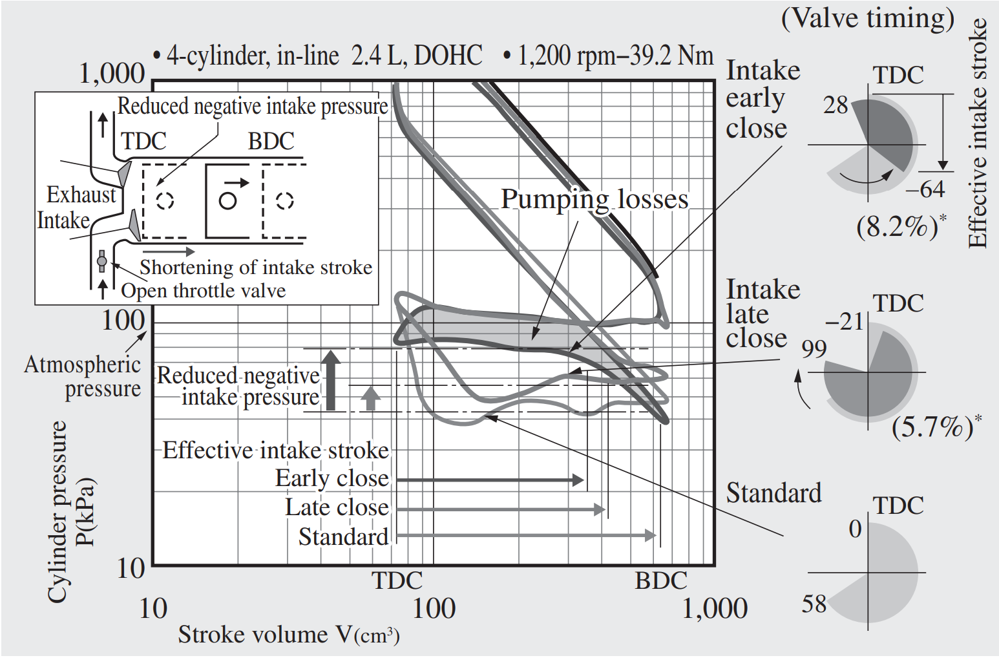 (Valve timing)
• 4-cylinder, in-line 2.4 L, DOHC • 1,200 rpm–39.2 Nm
1,000
Reduced negative intake pressure
TDC
BDC
Exhaust
Intake
Shortening of intake stroke
Open throttle valve
100
Atmospheric
pressure
Pumping losses
Reduced negative
intake pressure
Effective intake stroke
Early close
Late close
Standard
Cylinder pressure
P(kPa)
10
TDC
BDC
10
100
1,000
Stroke volume V(cm³)
Intake
early
close
TDC
28
–64
(8.2%)*
Effective intake stroke
Intake
late
close
TDC
–21
99
(5.7%)*
Standard
TDC
0
58